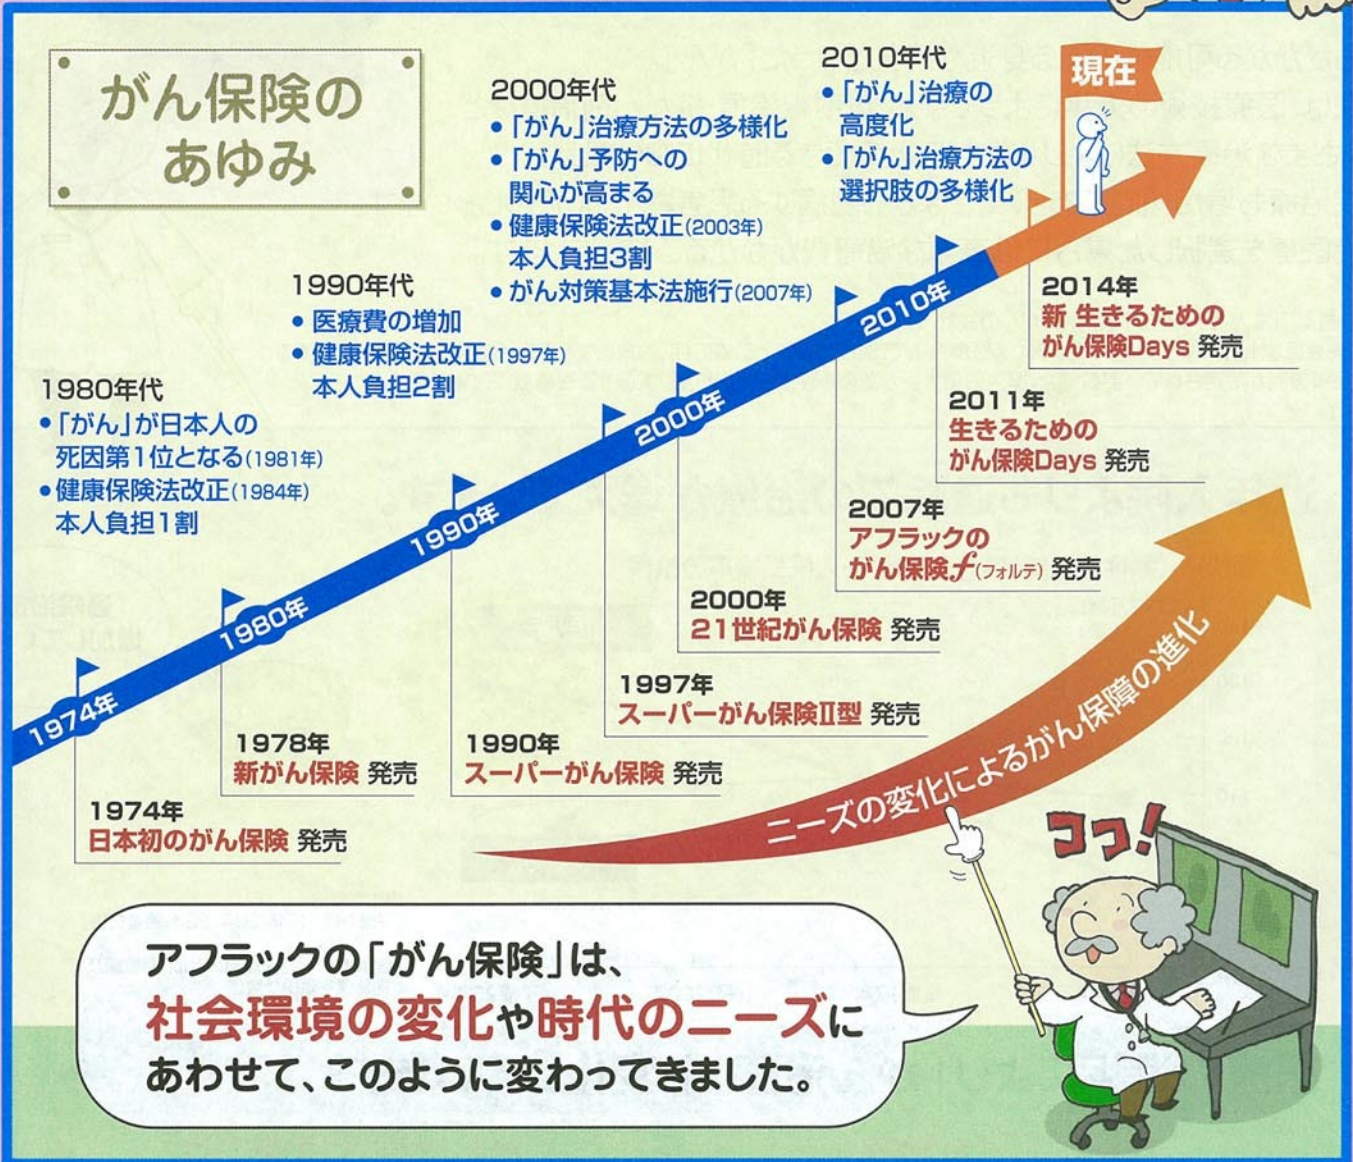 がん保険の
あゆみ
1980年代
●「がん」が日本人の
死因第1位となる(1981年)
●健康保険法改正(1984年)
本人負担1割
1990年代
●医療費の増加
●健康保険法改正(1997年)
本人負担2割
2000年代
●「がん」治療方法の多様化
●「がん」予防への
関心が高まる
●健康保険法改正(2003年)
本人負担3割
●がん対策基本法施行(2007年)
2010年代
●「がん」治療の
高度化
●「がん」治療方法の
選択肢の多様化
現在
1974年
1980年
1990年
2000年
2010年
1974年
日本初のがん保険 発売
1978年
新がん保険 発売
1990年
スーパーがん保険 発売
1997年
スーパーがん保険Ⅱ型 発売
2000年
21世紀がん保険 発売
2007年
アフラックの
がん保険f(フォルテ) 発売
2011年
生きるための
がん保険Days 発売
2014年
新 生きるための
がん保険Days 発売
ニーズの変化によるがん保障の進化
コっ!
アフラックの「がん保険」は、
社会環境の変化や時代のニーズに
あわせて、このように変わってきました。